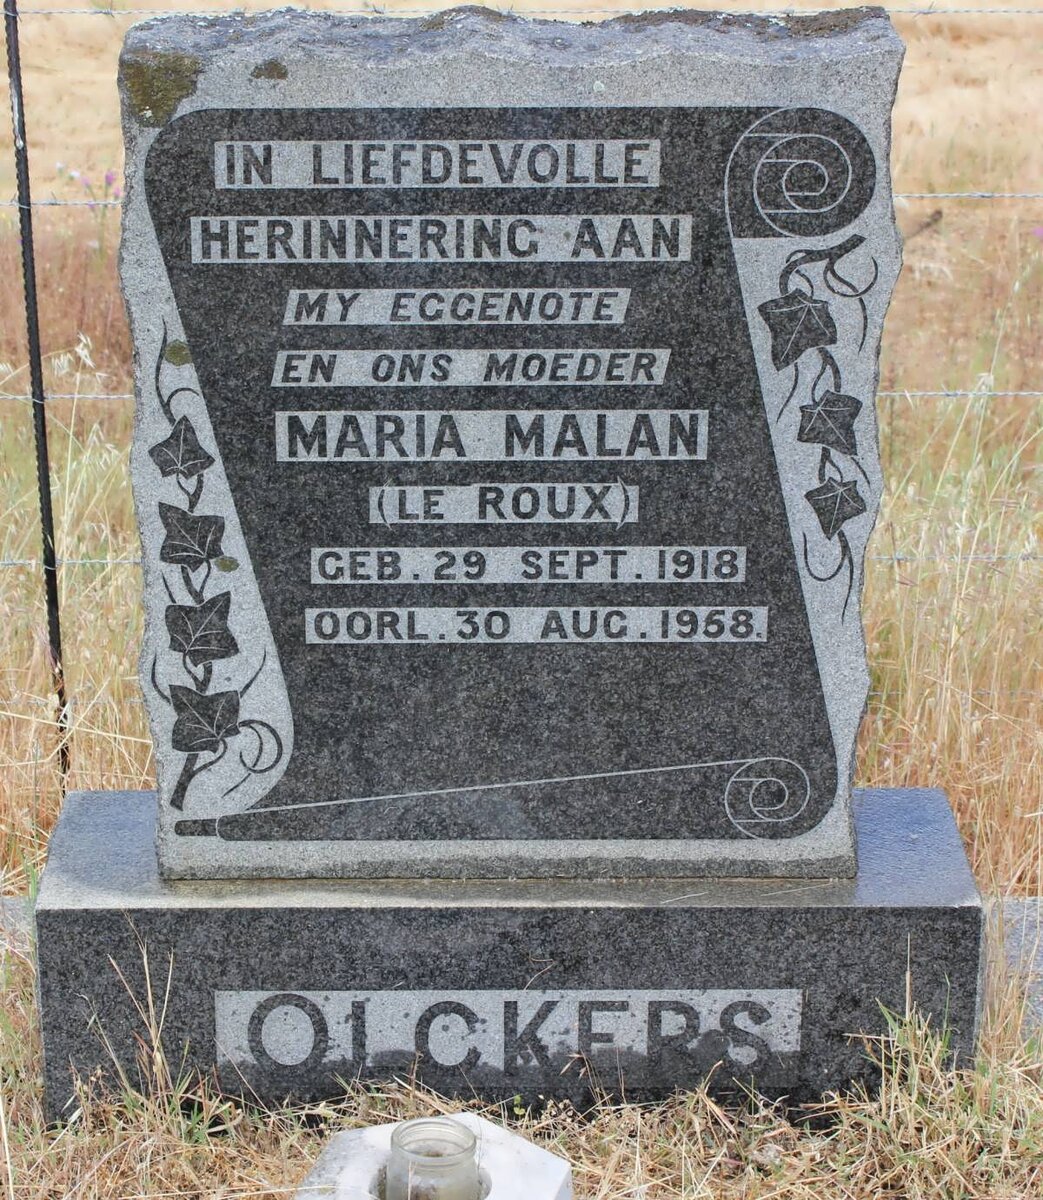 IN LIEFDEVOLLE
HERINNERING AAN
MY EGGENOTE
EN ONS MOEDER
MARIA MALAN
(LE ROUX)
GEB. 29 SEPT. 1918
OORL. 30 AUG. 1958.
OLCKERS